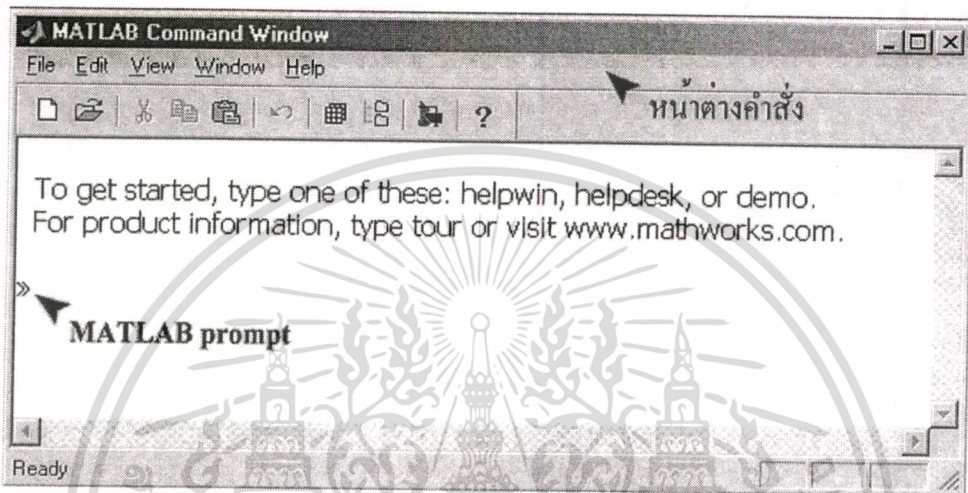 MATLAB Command Window
File Edit View Window Help
?
หน้าต่างคำสั่ง
To get started, type one of these: helpwin, helpdesk, or demo.
For product information, type tour or visit www.mathworks.com.
»
MATLAB prompt
Ready